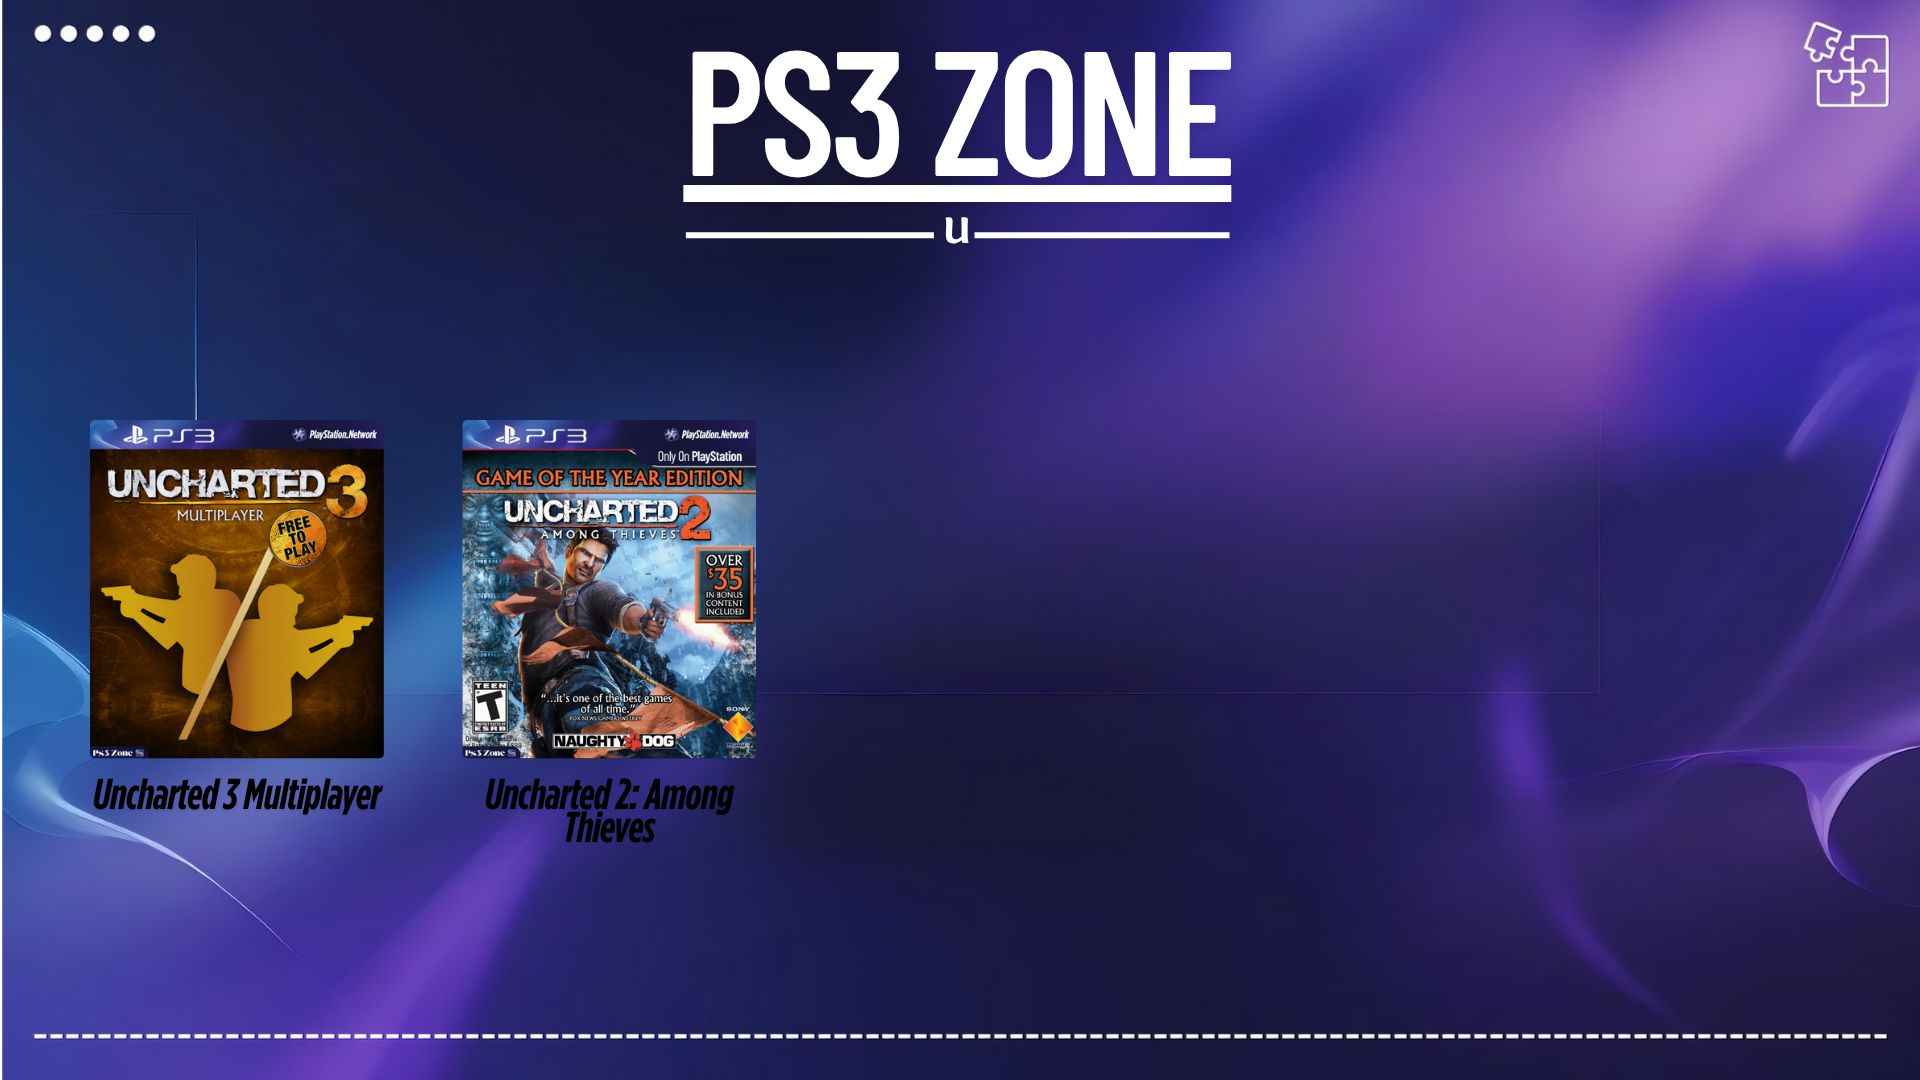 PS3 ZONE
u
PS3 PlayStation.Network
UNCHARTED 3
MULTIPLAYER
FREE
TO
PLAY
Ps3 Zone
Uncharted 3 Multiplayer
PS3 PlayStation.Network
Only On PlayStation
GAME OF THE YEAR EDITION
UNCHARTED 2
AMONG THIEVES
OVER
$35
IN BONUS
CONTENT
INCLUDED
TEEN
T
ESRB
"...it's one of the best games
of all time."
SONY
NAUGHTY DOG
Ps3 Zone
Uncharted 2: Among
Thieves